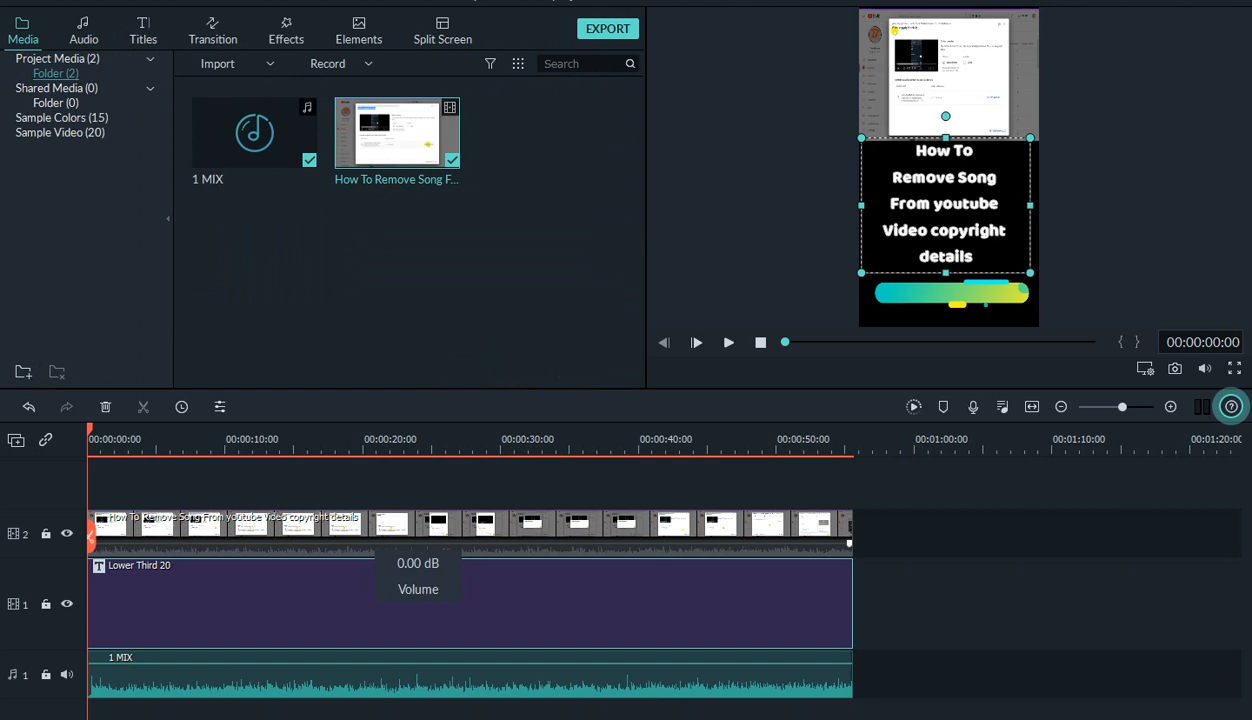 Media
Audio
Titles
Transition
Effects
Elements
Split Screen
EXPORT
Project Media (2)
Folder (2)
Shared Media (0)
Folder (0)
Sample Colors (15)
Sample Video (20)
Import
Record
Search
1 MIX
How To Remove Song F...
How To
Remove Song
From youtube
Video copyright
details
00:00:00:00
00:00:00:00
00:00:10:00
00:00:20:00
00:00:30:00
00:00:40:00
00:00:50:00
00:01:00:00
00:01:10:00
00:01:20:00
2
How To Remove Song From youtube Video copyright details
0.00 dB
Volume
1
T Lower Third 20
1
1 MIX